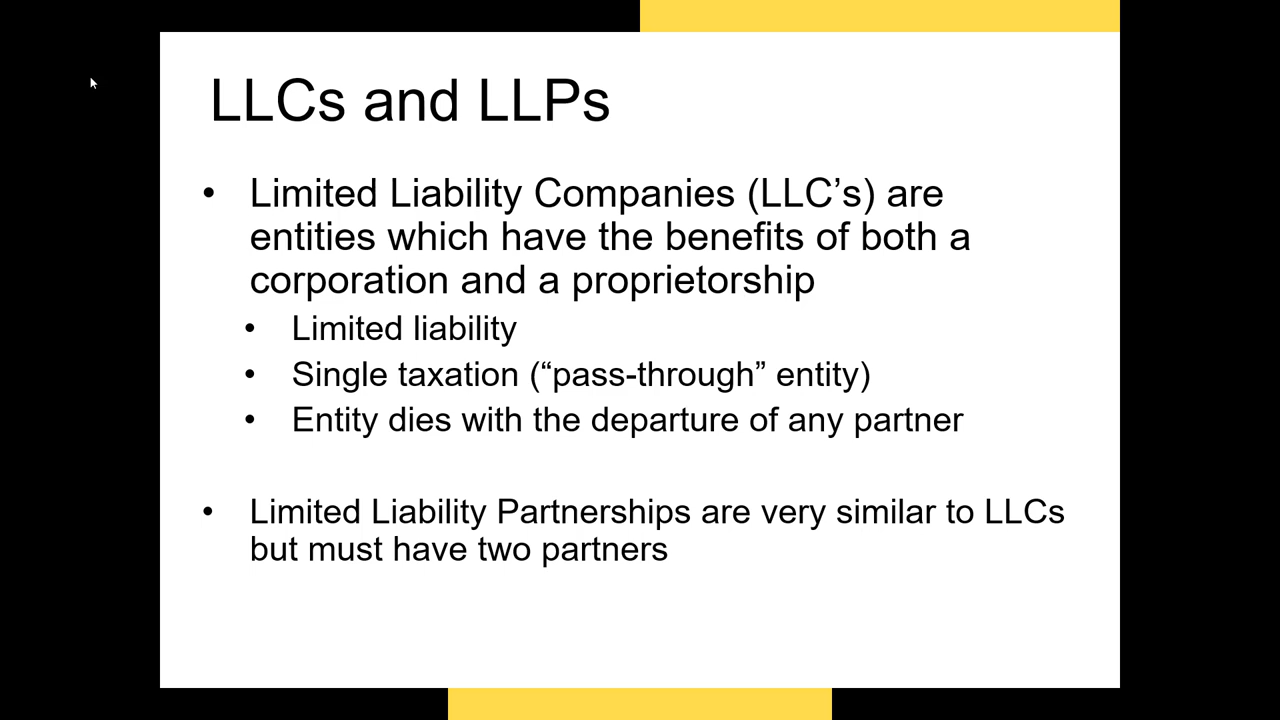 LLCs and LLPs
• Limited Liability Companies (LLC’s) are
entities which have the benefits of both a
corporation and a proprietorship
• Limited liability
• Single taxation (“pass-through” entity)
• Entity dies with the departure of any partner
• Limited Liability Partnerships are very similar to LLCs
but must have two partners